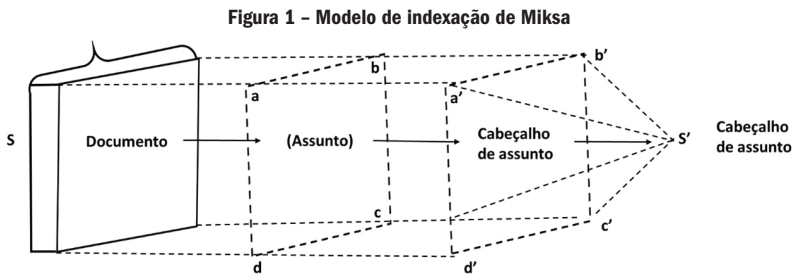 Figura 1 – Modelo de indexação de Miksa
b
b’
a
a’
S
Documento
(Assunto)
Cabeçalho
de assunto
S’
Cabeçalho
de assunto
c
c’
d
d’